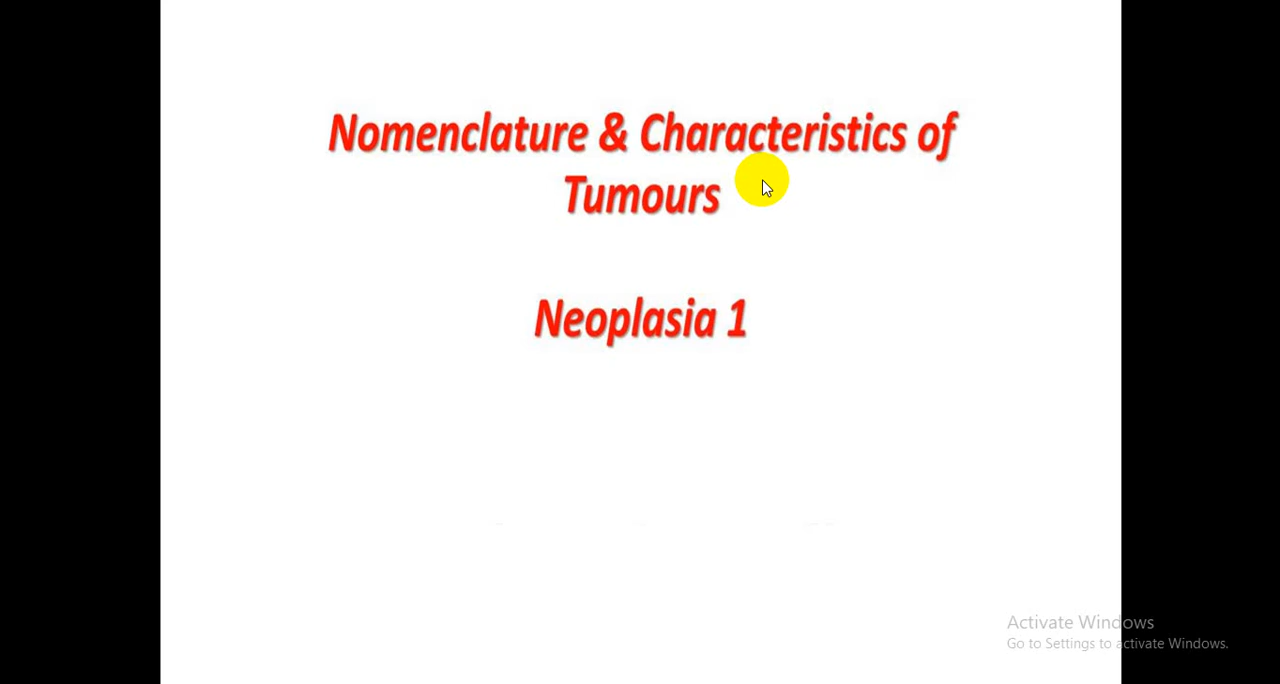 Nomenclature & Characteristics of
Tumours
Neoplasia 1
Activate Windows
Go to Settings to activate Windows.